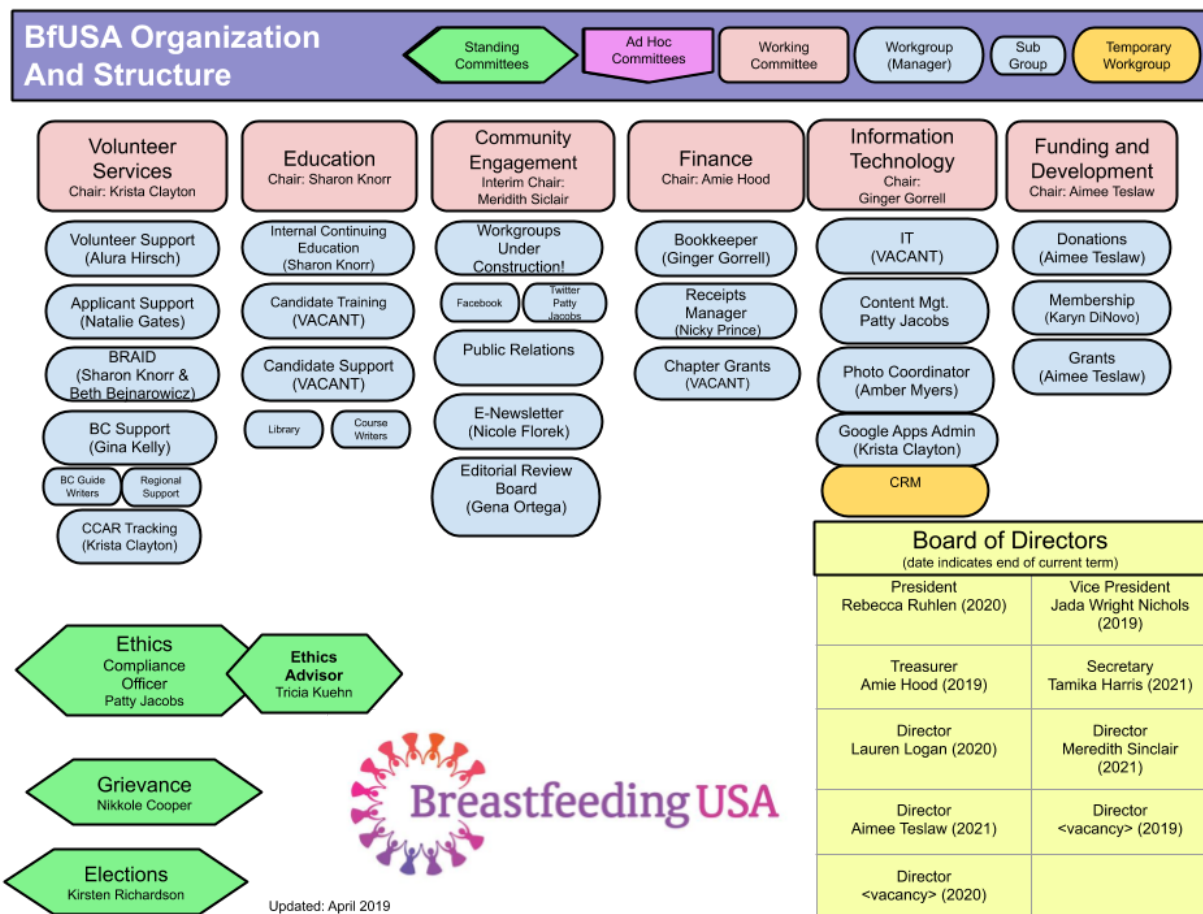 BfUSA Organization
And Structure
Standing
Committees
Ad Hoc
Committees
Working
Committee
Workgroup
(Manager)
Sub
Group
Temporary
Workgroup
Volunteer
Services
Chair: Krista Clayton
Volunteer Support
(Alura Hirsch)
Applicant Support
(Natalie Gates)
BRAID
(Sharon Knorr &
Beth Bejnarowicz)
BC Support
(Gina Kelly)
BC Guide
Writers
Regional
Support
CCAR Tracking
(Krista Clayton)
Education
Chair: Sharon Knorr
Internal Continuing
Education
(Sharon Knorr)
Candidate Training
(VACANT)
Candidate Support
(VACANT)
Library
Course
Writers
Community
Engagement
Interim Chair:
Meridith Siclair
Workgroups
Under
Construction!
Facebook
Twitter
Patty
Jacobs
Public Relations
E-Newsletter
(Nicole Florek)
Editorial Review
Board
(Gena Ortega)
Finance
Chair: Amie Hood
Bookkeeper
(Ginger Gorrell)
Receipts
Manager
(Nicky Prince)
Chapter Grants
(VACANT)
Information
Technology
Chair:
Ginger Gorrell
IT
(VACANT)
Content Mgt.
Patty Jacobs
Photo Coordinator
(Amber Myers)
Google Apps Admin
(Krista Clayton)
CRM
Funding and
Development
Chair: Aimee Teslaw
Donations
(Aimee Teslaw)
Membership
(Karyn DiNovo)
Grants
(Aimee Teslaw)
Board of Directors
(date indicates end of current term)
President
Rebecca Ruhlen (2020)
Vice President
Jada Wright Nichols
(2019)
Treasurer
Amie Hood (2019)
Secretary
Tamika Harris (2021)
Director
Lauren Logan (2020)
Director
Meredith Sinclair
(2021)
Director
Aimee Teslaw (2021)
Director
<vacancy> (2019)
Director
<vacancy> (2020)
Ethics
Compliance
Officer
Patty Jacobs
Ethics
Advisor
Tricia Kuehn
Grievance
Nikkole Cooper
Elections
Kirsten Richardson
Breastfeeding USA
Updated: April 2019